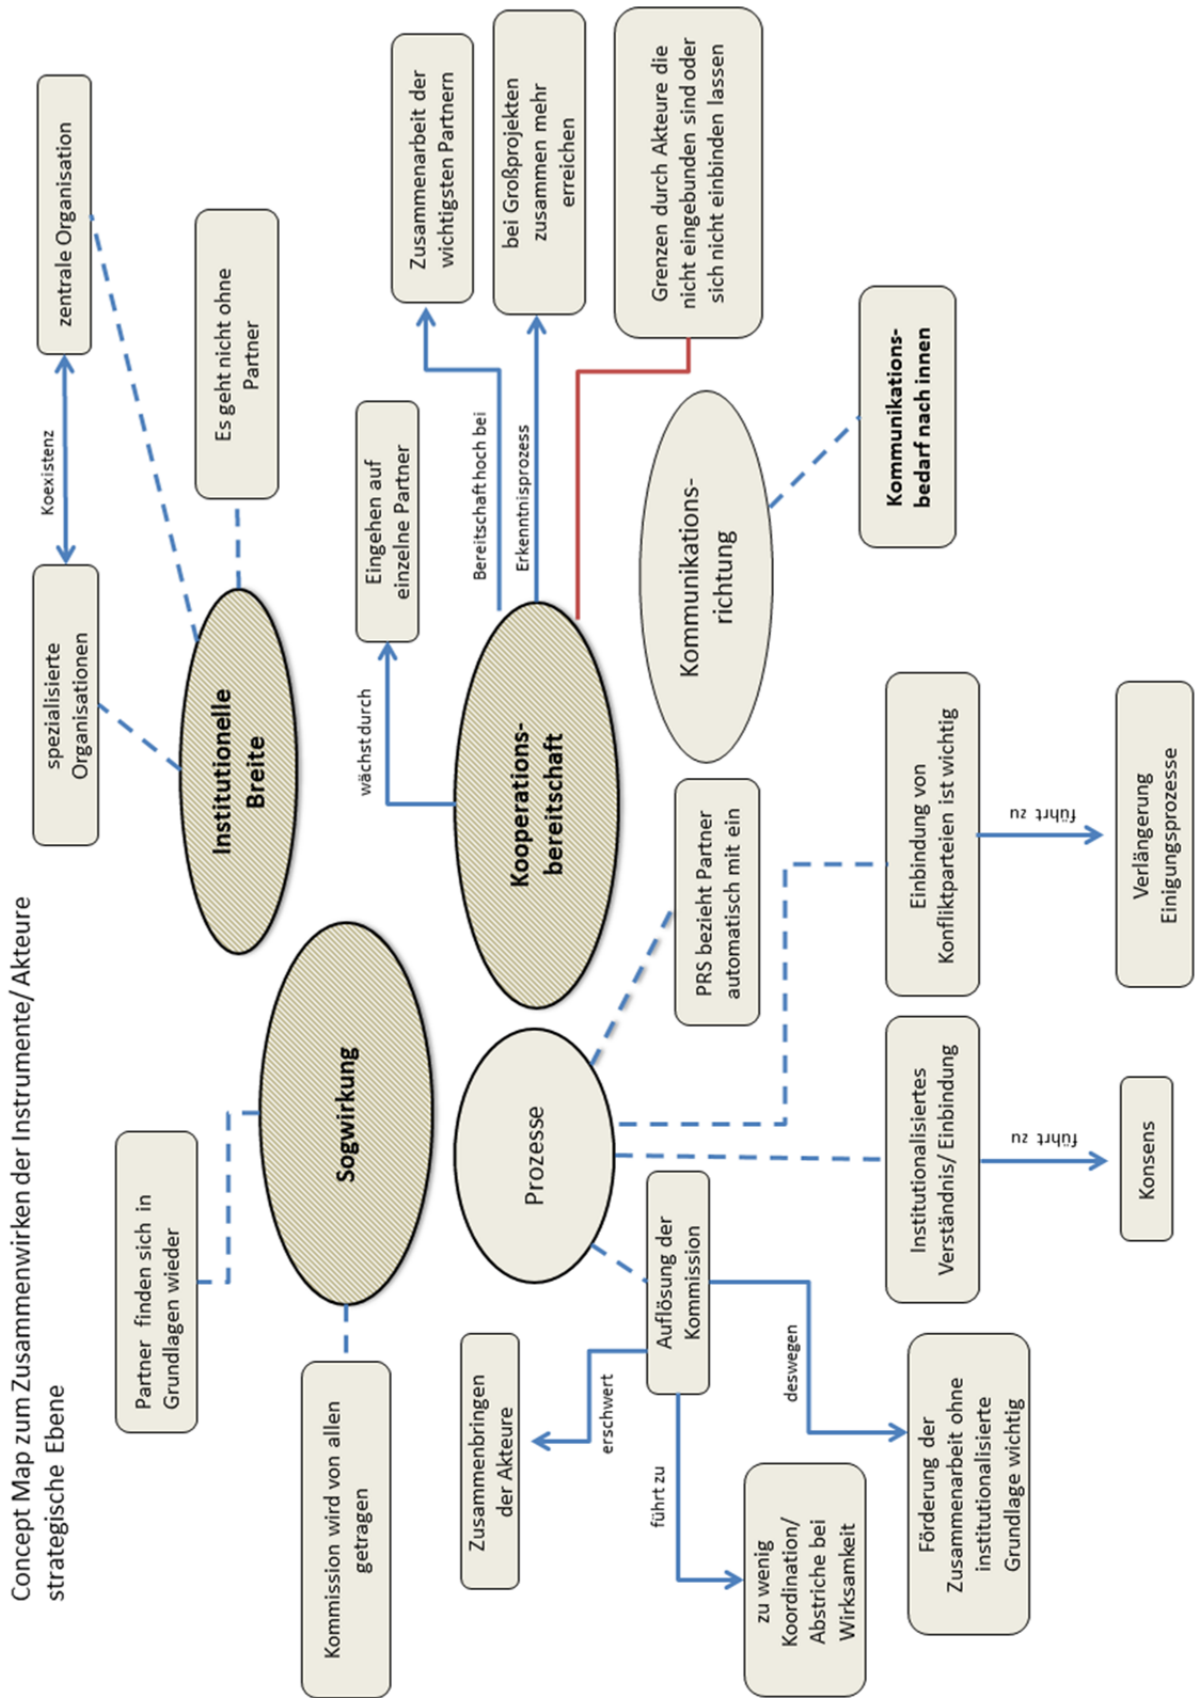 Concept Map zum Zusammenwirken der Instrumente/ Akteure
strategische Ebene
Partner finden sich in
Grundlagen wieder
Kommission wird von allen
getragen
Sogwirkung
spezialisierte
Organisationen
Koexistenz
zentrale Organisation
Institutionelle
Breite
Es geht nicht ohne
Partner
wächst durch
Eingehen auf
einzelne Partner
Kooperations-
bereitschaft
Bereitschaft hoch bei
Zusammenarbeit der
wichtigsten Partnern
Erkenntnisprozess
bei Großprojekten
zusammen mehr
erreichen
Grenzen durch Akteure die
nicht eingebunden sind oder
sich nicht einbinden lassen
Kommunikations-
richtung
Kommunikations-
bedarf nach innen
Prozesse
PRS bezieht Partner
automatisch mit ein
Zusammenbringen
der Akteure
erschwert
Auflösung der
Kommission
führt zu
zu wenig
Koordination/
Abstriche bei
Wirksamkeit
deswegen
Förderung der
Zusammenarbeit ohne
institutionalisierte
Grundlage wichtig
Institutionalisiertes
Verständnis/ Einbindung
führt zu
Konsens
Einbindung von
Konfliktparteien ist wichtig
führt zu
Verlängerung
Einigungsprozesse